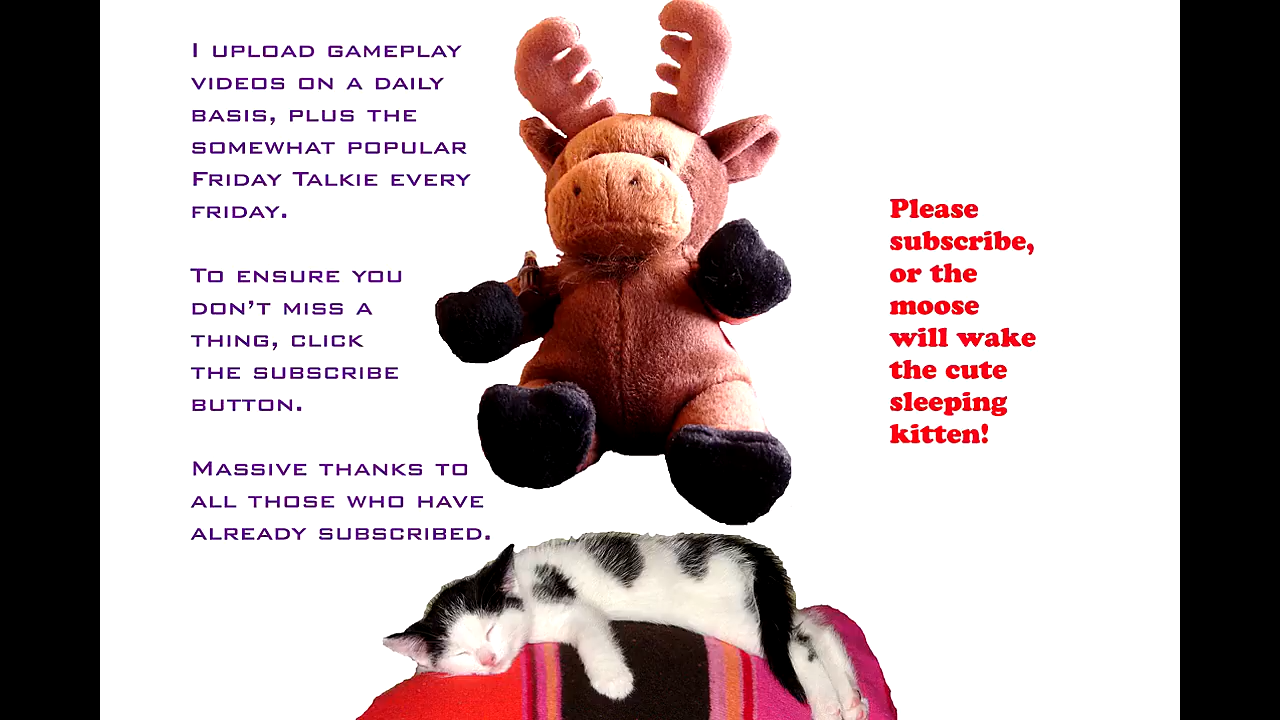 I upload gameplay
videos on a daily
basis, plus the
somewhat popular
Friday Talkie every
friday.
To ensure you
don't miss a
thing, click
the subscribe
button.
Massive thanks to
all those who have
already subscribed.
Please
subscribe,
or the
moose
will wake
the cute
sleeping
kitten!